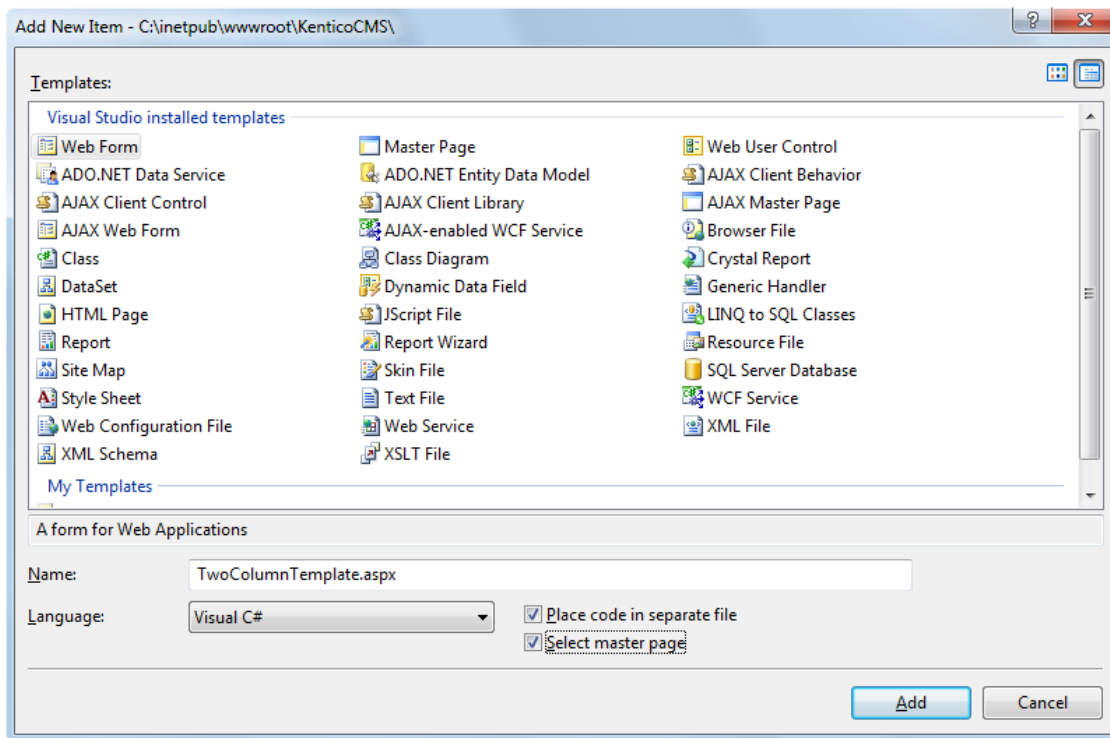 Add New Item - C:\inetpub\wwwroot\KenticoCMS\
Templates:
Visual Studio installed templates
Web Form Master Page Web User Control
ADO.NET Data Service ADO.NET Entity Data Model AJAX Client Behavior
AJAX Client Control AJAX Client Library AJAX Master Page
AJAX Web Form AJAX-enabled WCF Service Browser File
Class Class Diagram Crystal Report
DataSet Dynamic Data Field Generic Handler
HTML Page JScript File LINQ to SQL Classes
Report Report Wizard Resource File
Site Map Skin File SQL Server Database
Style Sheet Text File WCF Service
Web Configuration File Web Service XML File
XML Schema XSLT File
My Templates
A form for Web Applications
Name: TwoColumnTemplate.aspx
Language: Visual C# Place code in separate file
Select master page
Add Cancel